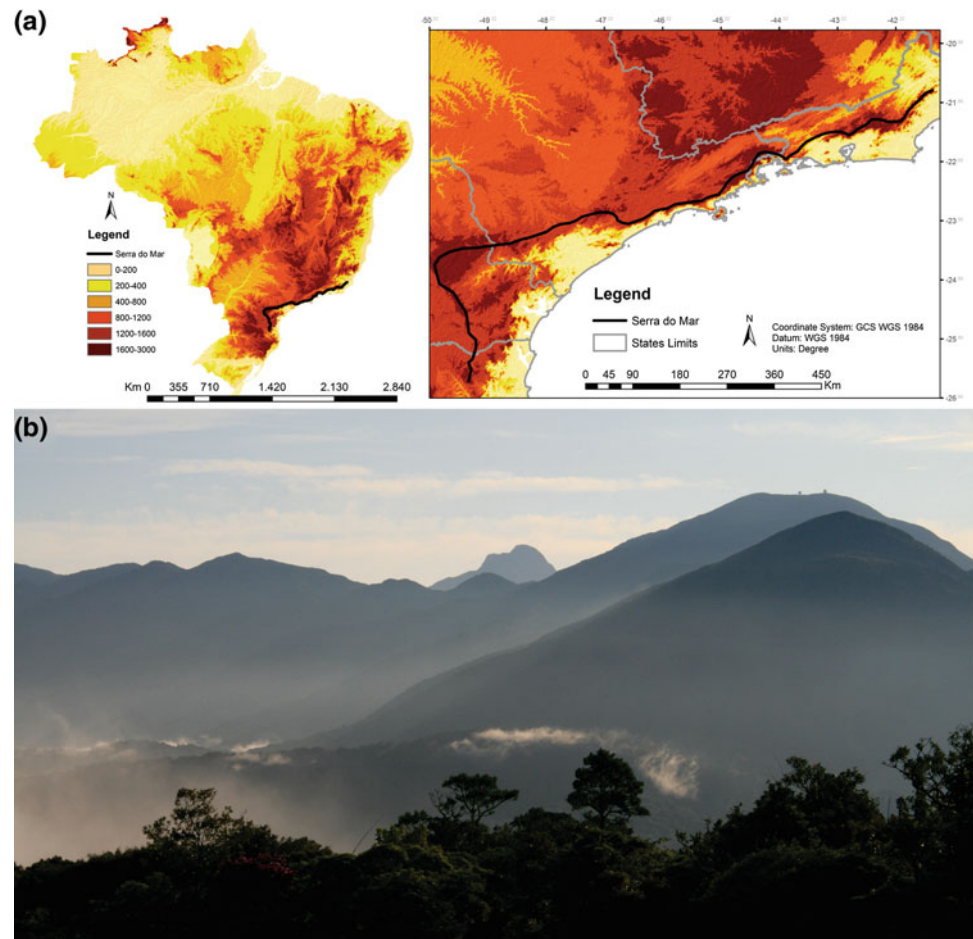 (a)
N
Legend
Serra do Mar
0-200
200-400
400-800
800-1200
1200-1600
1600-3000
Km 0 355 710 1.420 2.130 2.840
-50 -49 -48 -47 -46 -45 -44 -43 -42
-20
-21
-22
-23
-24
-25
-26
Legend
Serra do Mar
States Limits
N
Coordinate System: GCS WGS 1984
Datum: WGS 1984
Units: Degree
0 45 90 180 270 360 450
Km
(b)